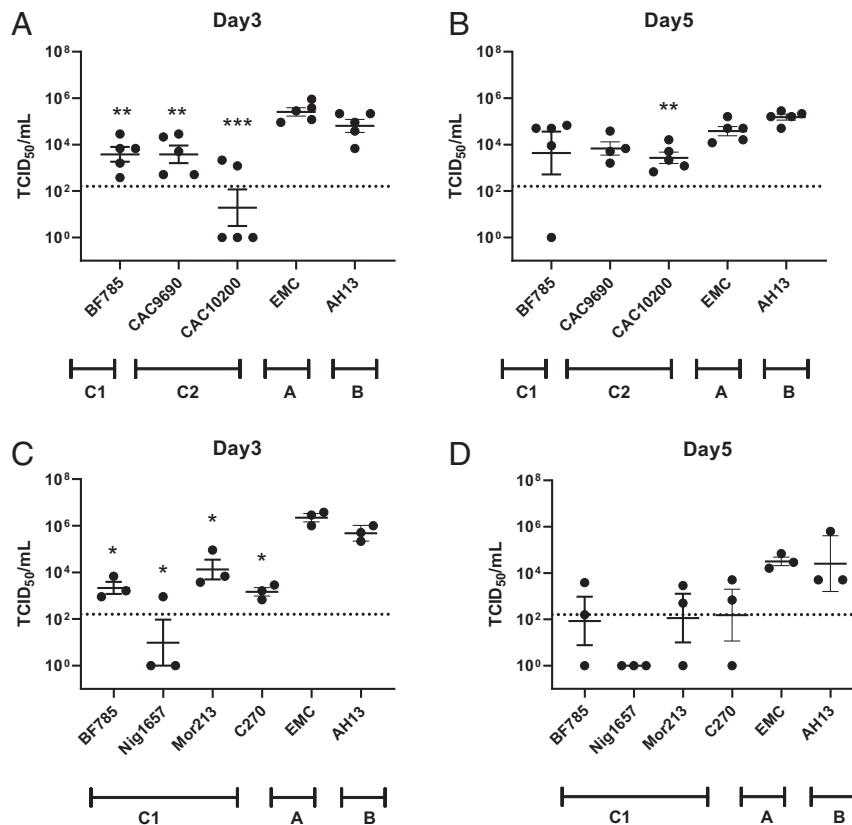 A
Day3
TCID50/mL
10⁸
10⁶
10⁴
10²
10⁰
** ** ***
BF785 CAC9690 CAC10200 EMC AH13
C1 C2 A B
B
Day5
TCID50/mL
10⁸
10⁶
10⁴
10²
10⁰
**
BF785 CAC9690 CAC10200 EMC AH13
C1 C2 A B
C
Day3
TCID50/mL
10⁸
10⁶
10⁴
10²
10⁰
* * * *
BF785 Nig1657 Mor213 C270 EMC AH13
C1 A B
D
Day5
TCID50/mL
10⁸
10⁶
10⁴
10²
10⁰
BF785 Nig1657 Mor213 C270 EMC AH13
C1 A B